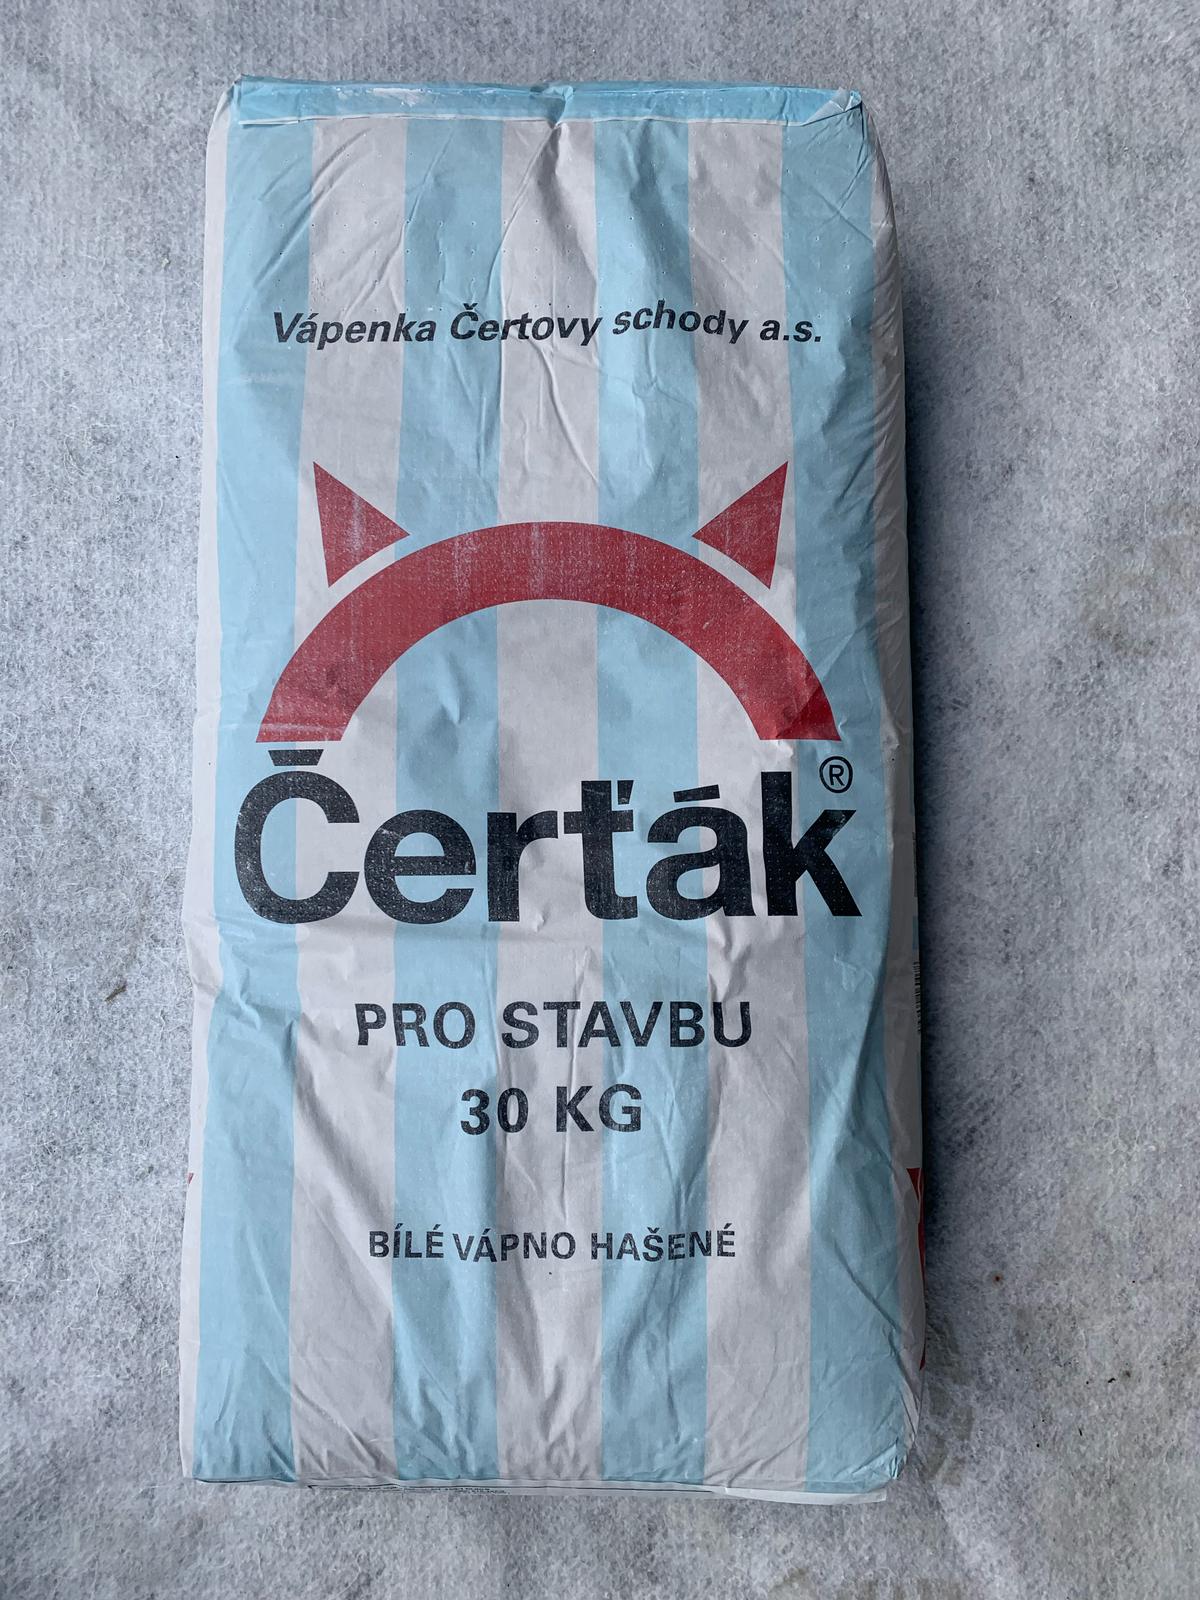 Vápenka Čertovy schody a.s.
Čerťák®
PRO STAVBU
30 KG
BÍLÉ VÁPNO HAŠENÉ